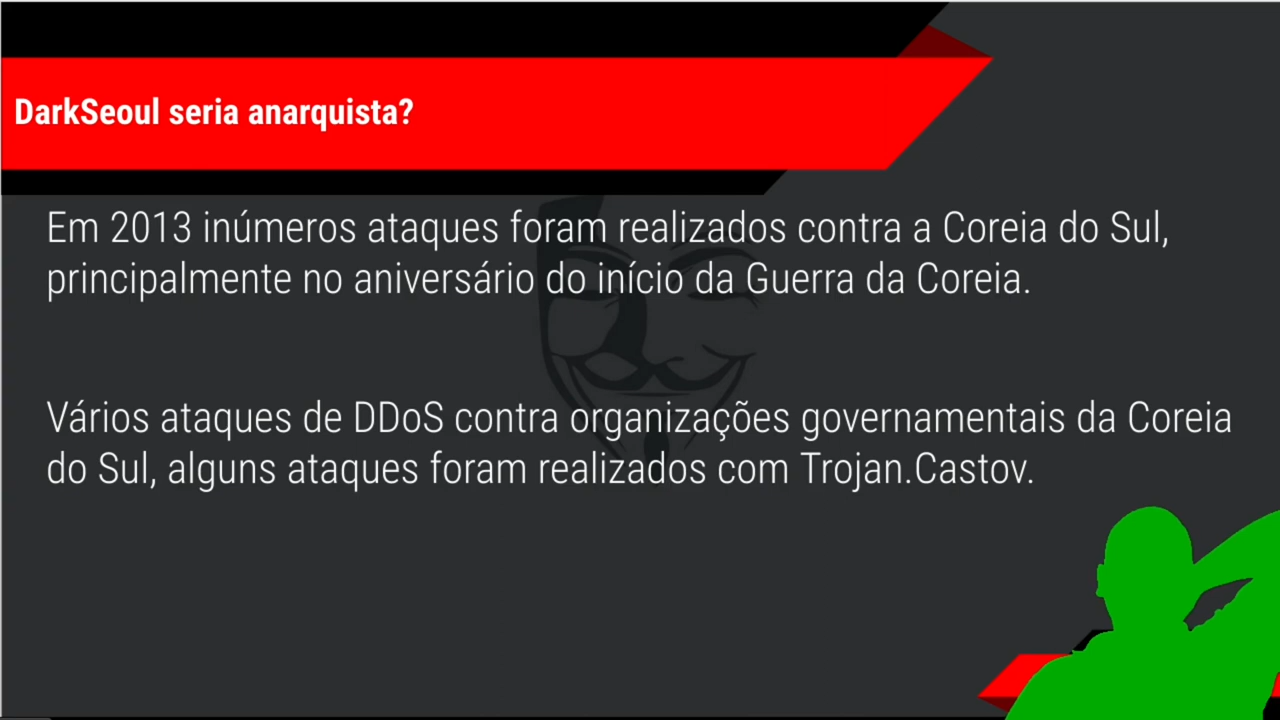 DarkSeoul seria anarquista?
Em 2013 inúmeros ataques foram realizados contra a Coreia do Sul,
principalmente no aniversário do início da Guerra da Coreia.
Vários ataques de DDoS contra organizações governamentais da Coreia
do Sul, alguns ataques foram realizados com Trojan.Castov.